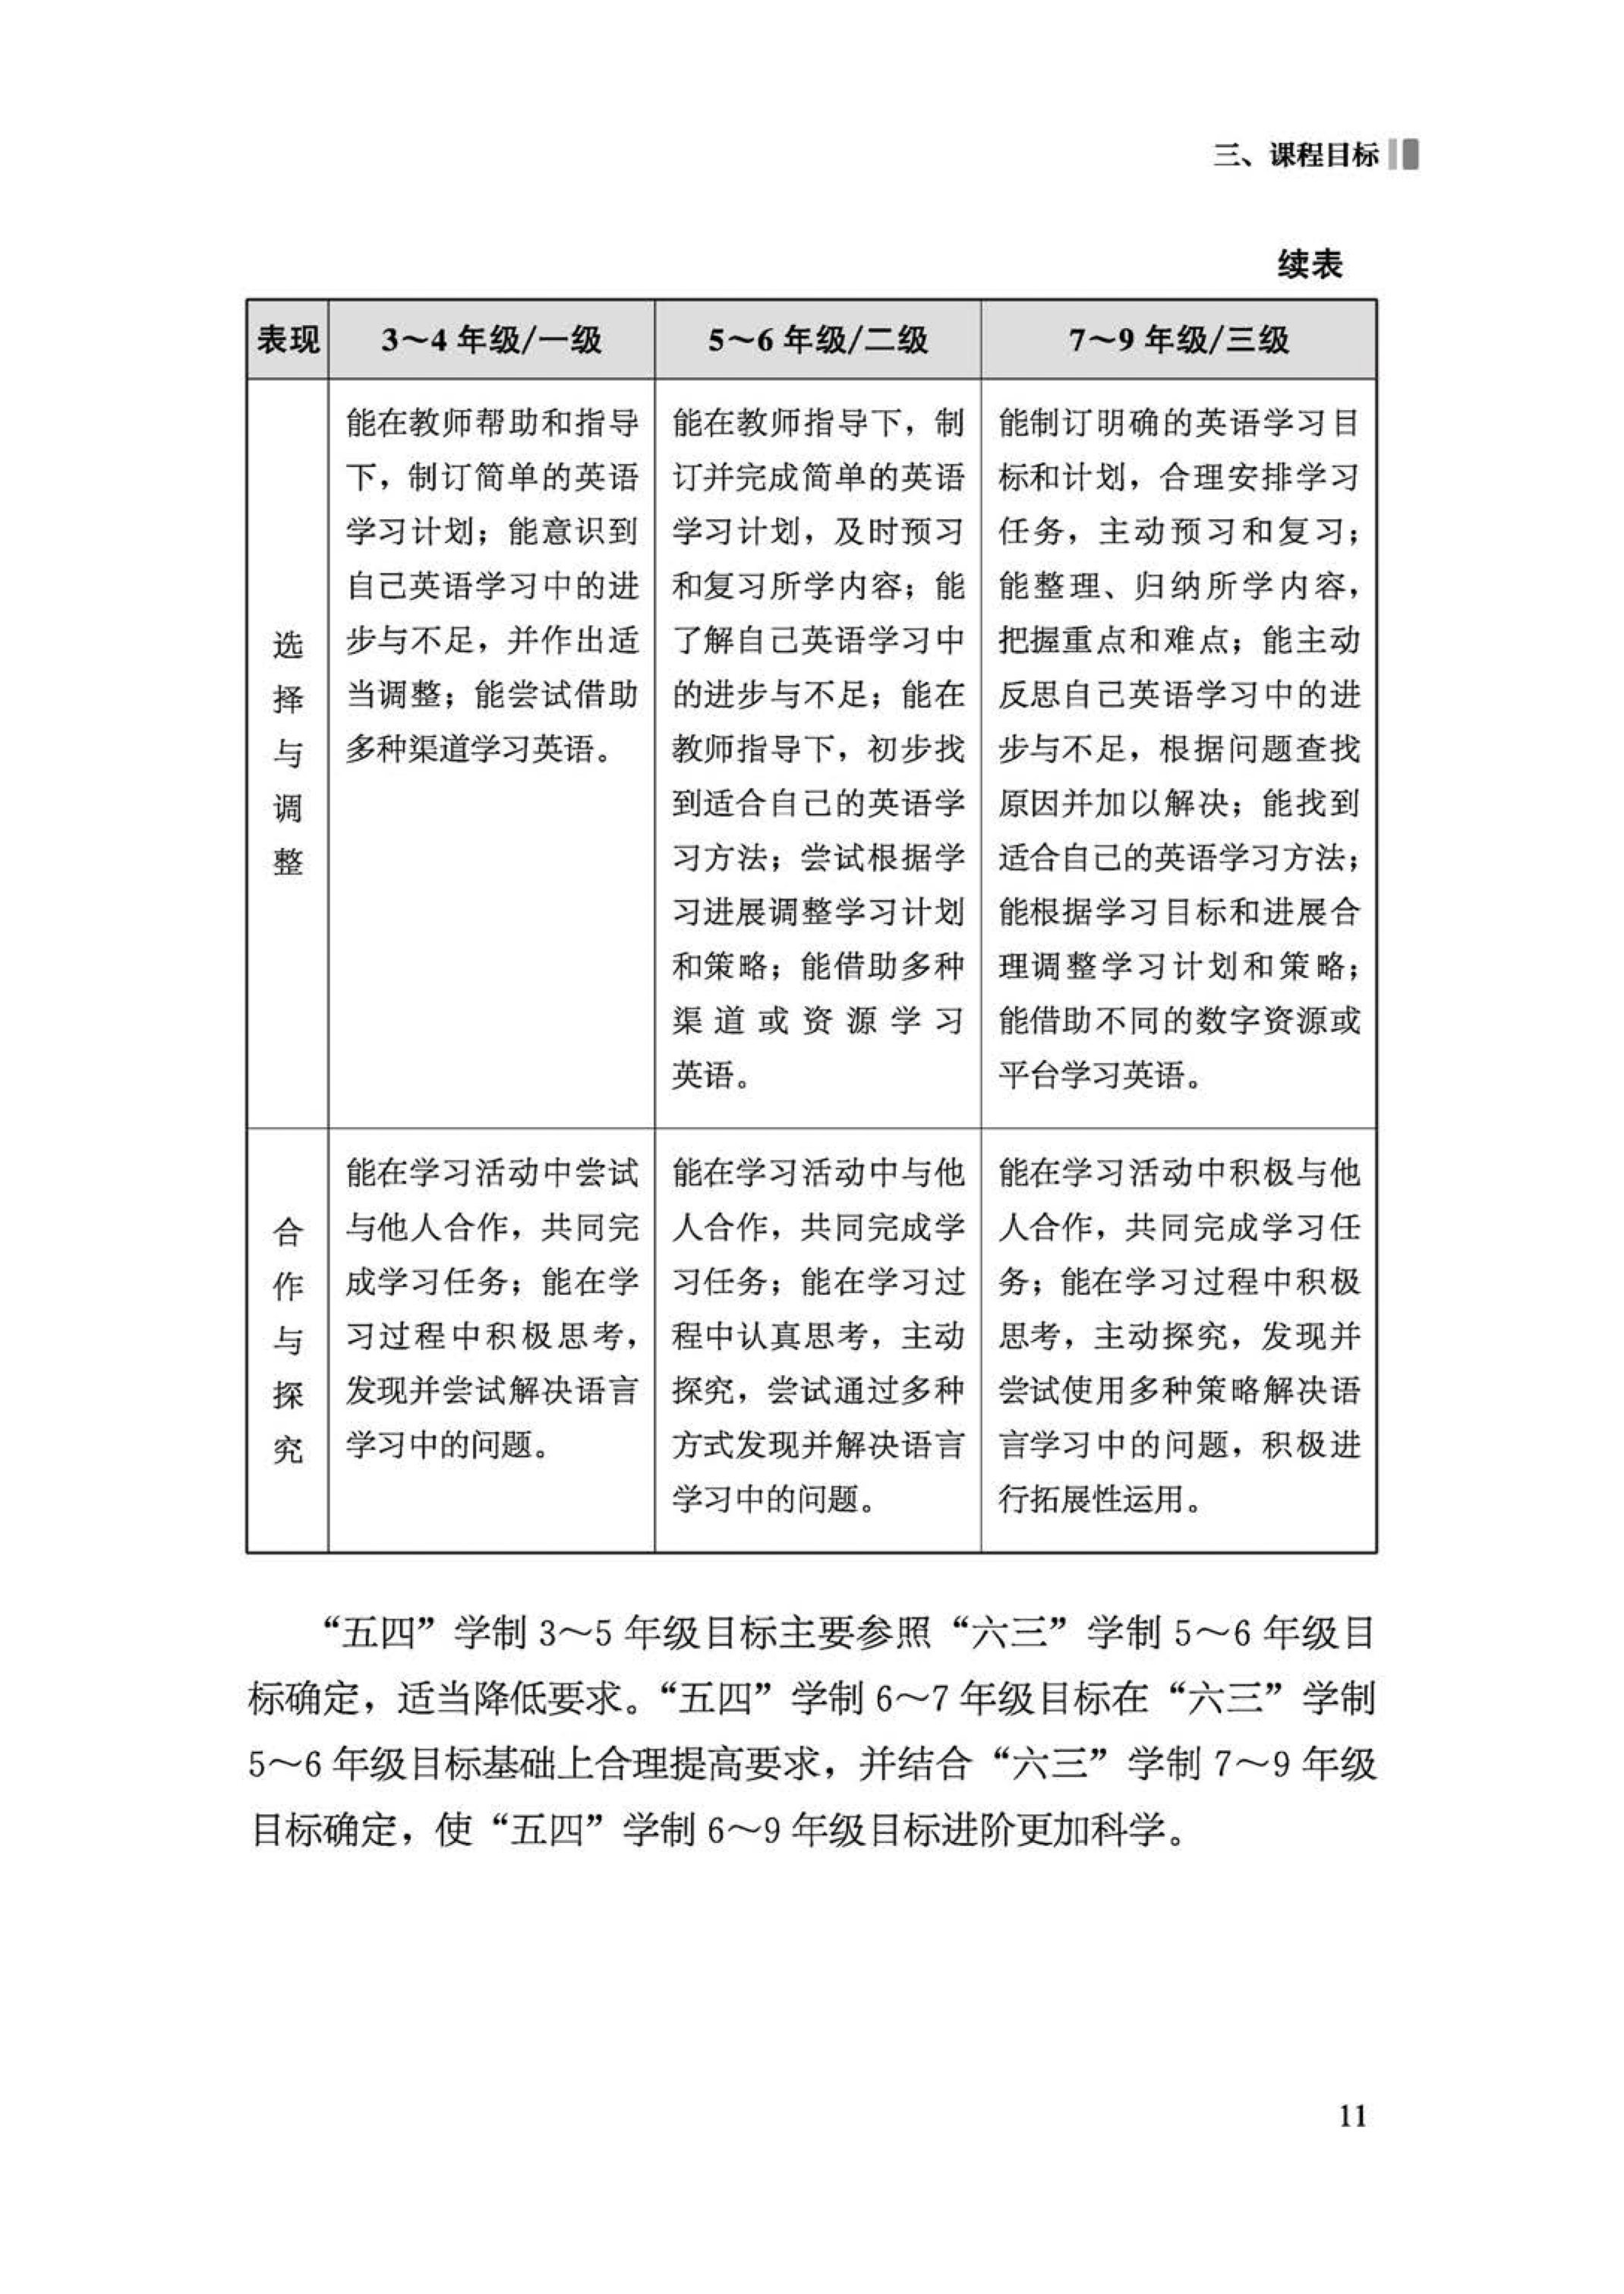 三、课程目标
续表
表现
3～4 年级/一级
5～6 年级/二级
7～9 年级/三级
选
择
与
调
整
能在教师帮助和指导
下，制订简单的英语
学习计划；能意识到
自己英语学习中的进
步与不足，并作出适
当调整；能尝试借助
多种渠道学习英语。
能在教师指导下，制
订并完成简单的英语
学习计划，及时预习
和复习所学内容；能
了解自己英语学习中
的进步与不足；能在
教师指导下，初步找
到适合自己的英语学
习方法；尝试根据学
习进展调整学习计划
和策略；能借助多种
渠道或资源学习
英语。
能制订明确的英语学习目
标和计划，合理安排学习
任务，主动预习和复习；
能整理、归纳所学内容，
把握重点和难点；能主动
反思自己英语学习中的进
步与不足，根据问题查找
原因并加以解决；能找到
适合自己的英语学习方法；
能根据学习目标和进展合
理调整学习计划和策略；
能借助不同的数字资源或
平台学习英语。
合
作
与
探
究
能在学习活动中尝试
与他人合作，共同完
成学习任务；能在学
习过程中积极思考，
发现并尝试解决语言
学习中的问题。
能在学习活动中与他
人合作，共同完成学
习任务；能在学习过
程中认真思考，主动
探究，尝试通过多种
方式发现并解决语言
学习中的问题。
能在学习活动中积极与他
人合作，共同完成学习任
务；能在学习过程中积极
思考，主动探究，发现并
尝试使用多种策略解决语
言学习中的问题，积极进
行拓展性运用。
“五四”学制 3～5 年级目标主要参照“六三”学制 5～6 年级目
标确定，适当降低要求。“五四”学制 6～7 年级目标在“六三”学制
5～6 年级目标基础上合理提高要求，并结合“六三”学制 7～9 年级
目标确定，使“五四”学制 6～9 年级目标进阶更加科学。
11